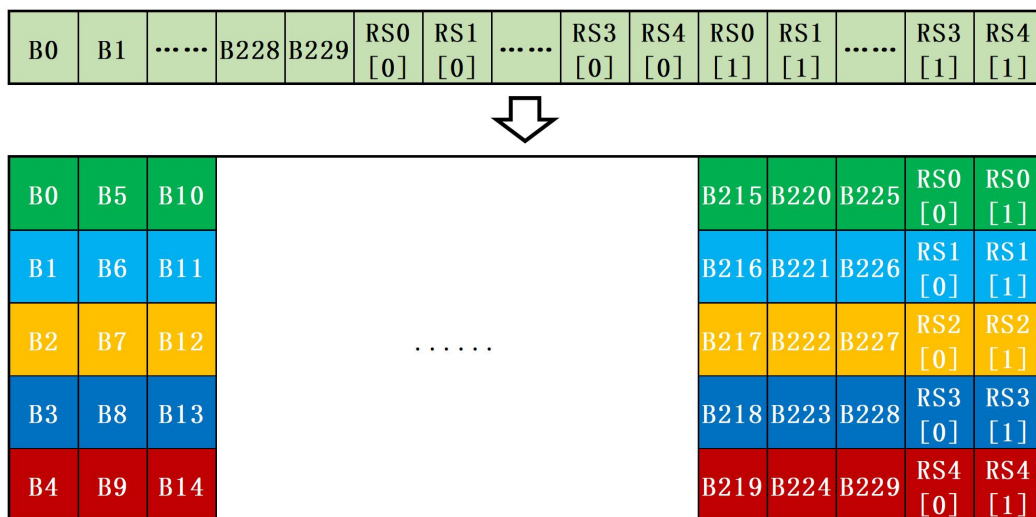 B0 B1 …… B228 B229 RS0 [0] RS1 [0] …… RS3 [0] RS4 [0] RS0 [1] RS1 [1] …… RS3 [1] RS4 [1]
B0 B5 B10 B215 B220 B225 RS0 [0] RS0 [1]
B1 B6 B11 B216 B221 B226 RS1 [0] RS1 [1]
B2 B7 B12 ...... B217 B222 B227 RS2 [0] RS2 [1]
B3 B8 B13 B218 B223 B228 RS3 [0] RS3 [1]
B4 B9 B14 B219 B224 B229 RS4 [0] RS4 [1]